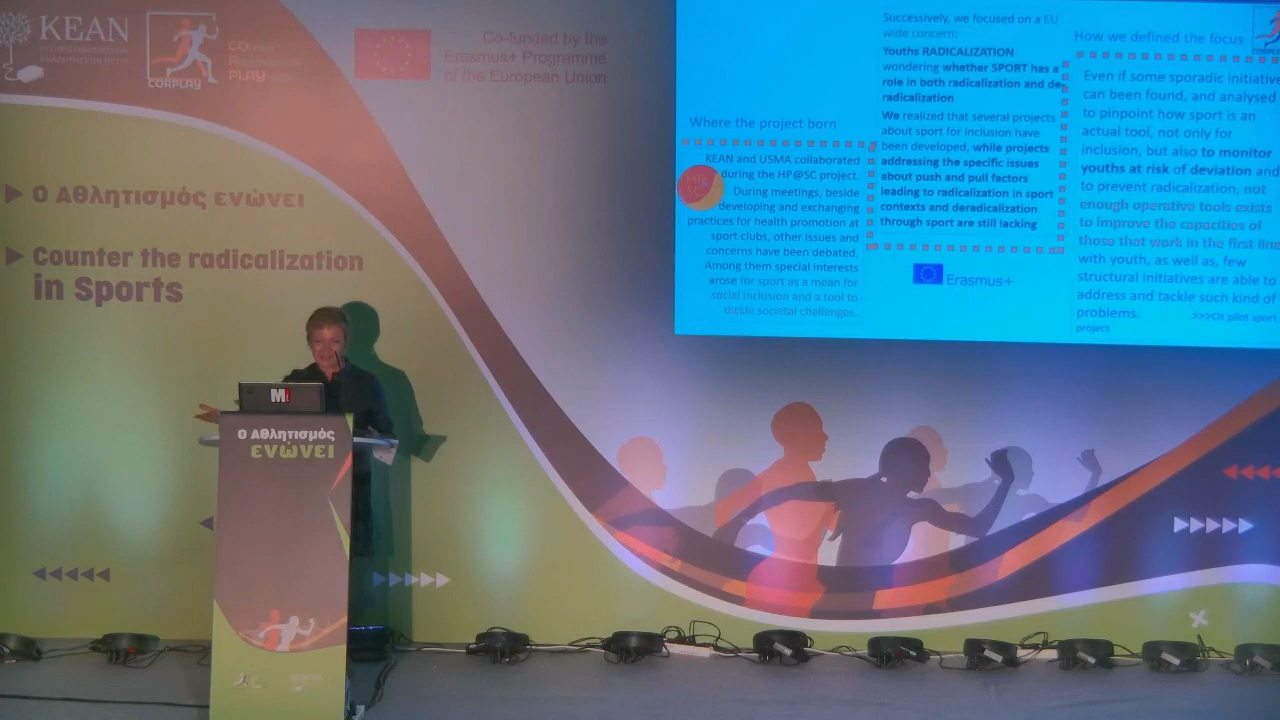 KEAN
CORPLAY
COunter
Radicalization
PLAY
Co-funded by the
Erasmus+ Programme
of the European Union
Ο Αθλητισμός ενώνει
Counter the radicalization
in Sports
M
Ο Αθλητισμός
ενώνει
Where the project born
KEAN and USMA collaborated
during the HP@SC project.
During meetings, beside
developing and exchanging
practices for health promotion at
sport clubs, other issues and
concerns have been debated.
Among them special interests
arose for sport as a mean for
social inclusion and a tool to
tackle societal challenges.
Successively, we focused on a EU
wide concern:
Youths RADICALIZATION
wondering whether SPORT has a
role in both radicalization and de-
radicalization
We realized that several projects
about sport for inclusion have
been developed, while projects
addressing the specific issues
about push and pull factors
leading to radicalization in sport
contexts and deradicalization
through sport are still lacking
Erasmus+
How we defined the focus
CORPLAY
Even if some sporadic initiative
can been found, and analysed
to pinpoint how sport is an
actual tool, not only for
inclusion, but also to monitor
youths at risk of deviation and
to prevent radicalization, not
enough operative tools exists
to improve the capacities of
those that work in the first line
with youth, as well as, few
structural initiatives are able to
address and tackle such kind of
problems.
>>>Cit pilot sport
project